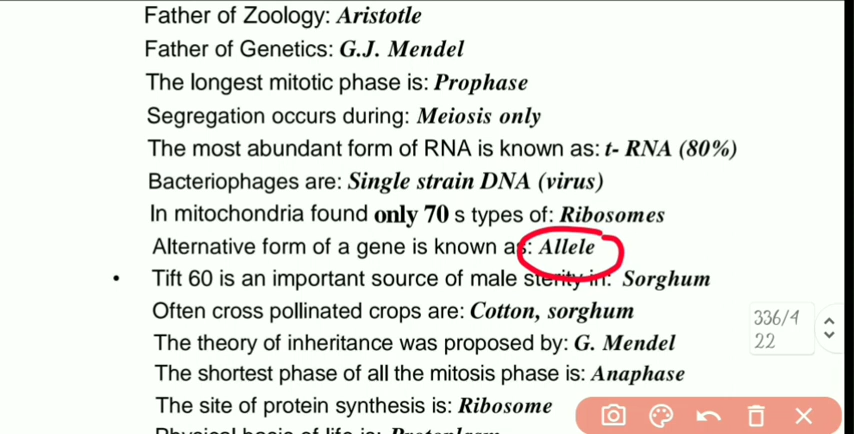 Father of Zoology: Aristotle
Father of Genetics: G.J. Mendel
The longest mitotic phase is: Prophase
Segregation occurs during: Meiosis only
The most abundant form of RNA is known as: t- RNA (80%)
Bacteriophages are: Single strain DNA (virus)
In mitochondria found only 70 s types of: Ribosomes
Alternative form of a gene is known as: Allele
• Tift 60 is an important source of male sterity in: Sorghum
Often cross pollinated crops are: Cotton, sorghum
The theory of inheritance was proposed by: G. Mendel
The shortest phase of all the mitosis phase is: Anaphase
The site of protein synthesis is: Ribosome
336/4
22